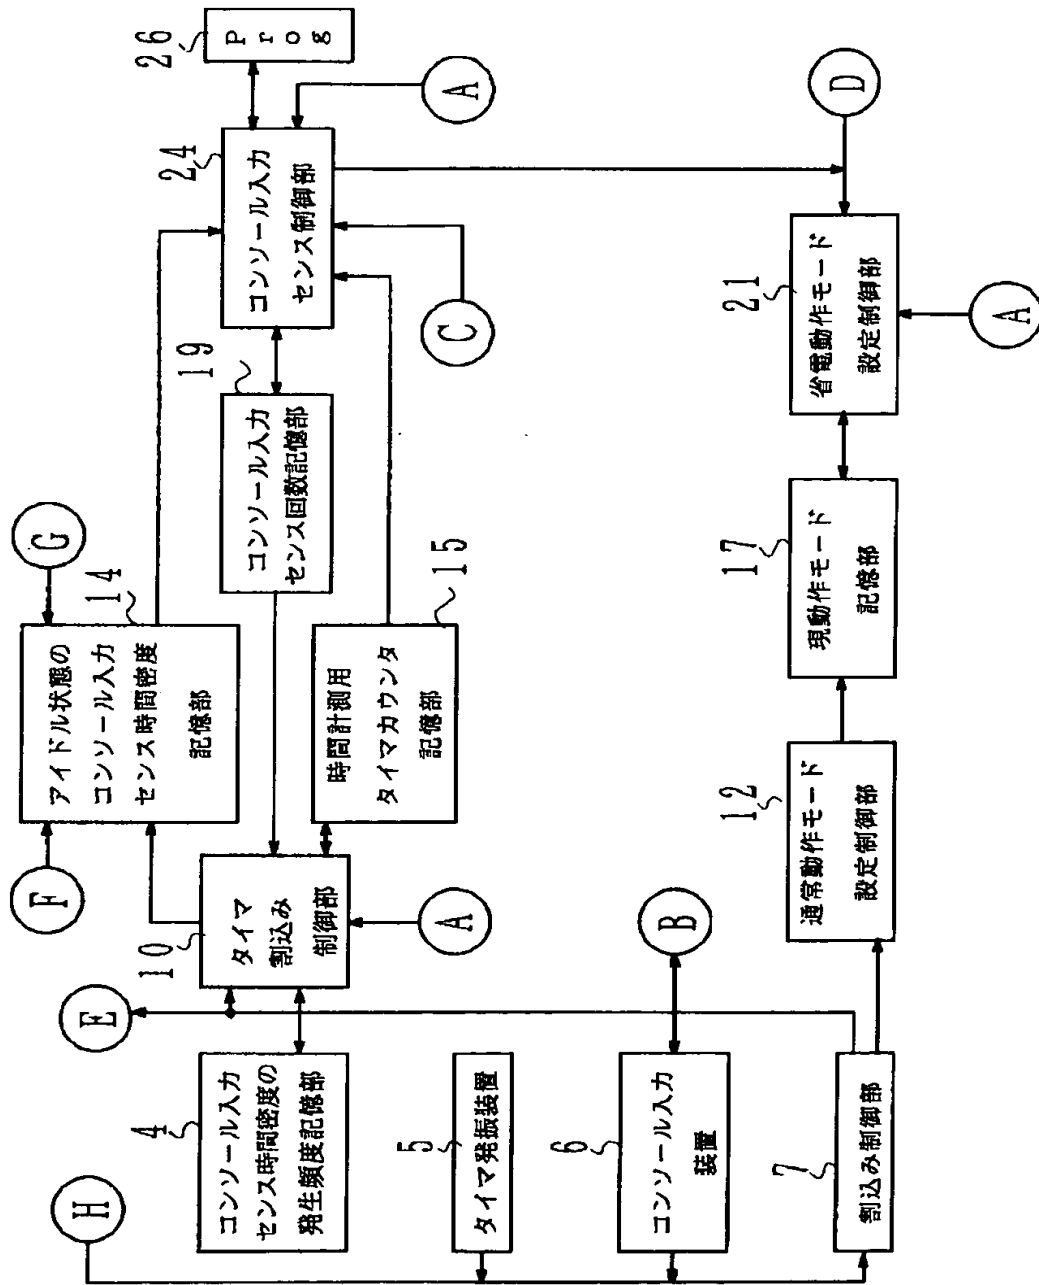 H
4
コンソール入力
センス時間密度の
発生頻度記憶部
5
タイマ発振装置
6
コンソール入力
装置
7
割込み制御部
E
F
10
タイマ
割込み
制御部
A
B
12
通常動作モード
設定制御部
G
14
アイドル状態の
コンソール入力
センス時間密度
記憶部
15
時間計測用
タイマカウンタ
記憶部
17
現動作モード
記憶部
19
コンソール入力
センス回数記憶部
C
24
コンソール入力
センス制御部
26
Prog
A
21
省電動作モード
設定制御部
D
A